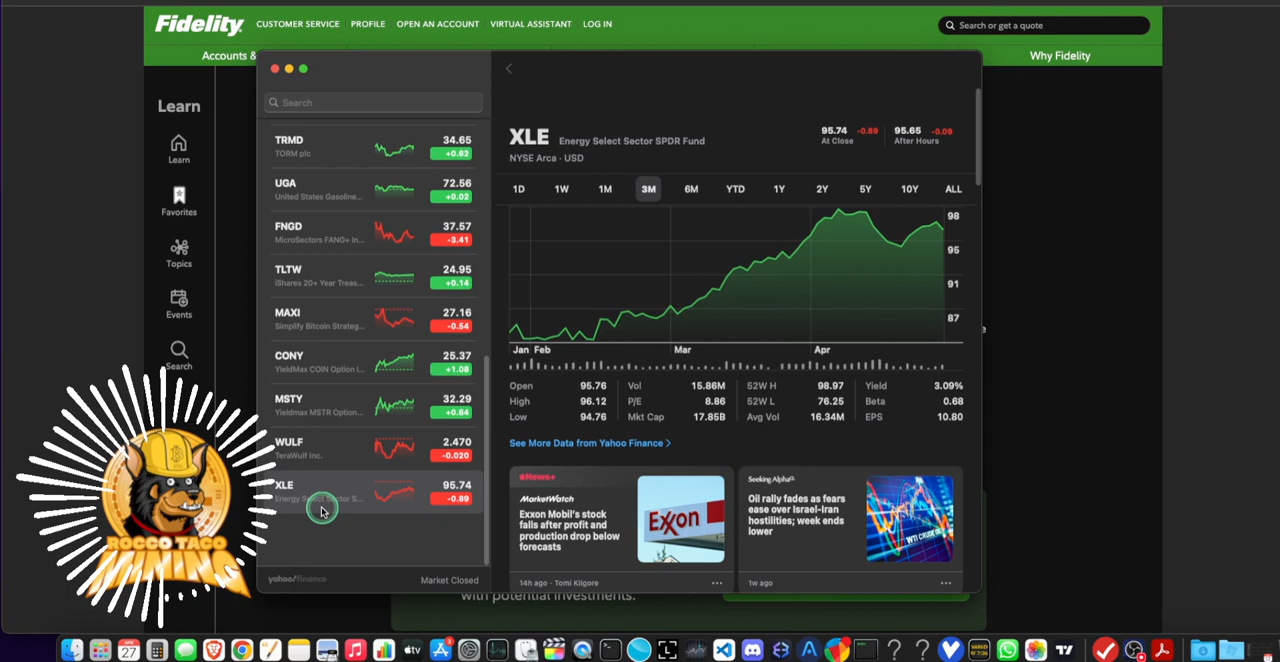 Fidelity
CUSTOMER SERVICE PROFILE OPEN AN ACCOUNT VIRTUAL ASSISTANT LOG IN
Search or get a quote
Accounts &
Why Fidelity
Learn
Learn
Favorites
Topics
Events
Search
Search
TRMD 34.65
TORM plc +0.62
UGA 72.56
United States Gasoline... +0.02
FNGD 37.57
MicroSectors FANG+ In... -3.41
TLTW 24.95
iShares 20+ Year Treas... +0.14
MAXI 27.16
Simplify Bitcoin Strateg... -0.54
CONY 25.37
YieldMax COIN Option I... +1.08
MSTY 32.29
Yieldmax MSTR Option... +0.64
WULF 2.470
TeraWulf Inc. -0.020
XLE 95.74
Energy Select Sector S... -0.89
yahoo!finance Market Closed
XLE Energy Select Sector SPDR Fund
NYSE Arca · USD
95.74 -0.89 95.65 -0.09
At Close After Hours
1D 1W 1M 3M 6M YTD 1Y 2Y 5Y 10Y ALL
98
95
91
87
Jan Feb Mar Apr
Open 95.76 Vol 15.86M 52W H 98.97 Yield 3.09%
High 96.12 P/E 8.86 52W L 76.25 Beta 0.68
Low 94.76 Mkt Cap 17.85B Avg Vol 16.34M EPS 10.80
See More Data from Yahoo Finance >
News+
MarketWatch
Exxon Mobil's stock
falls after profit and
production drop below
forecasts
Exxon
14h ago · Tomi Kilgore
Seeking Alpha
Oil rally fades as fears
ease over Israel-Iran
hostilities; week ends
lower
WTI CRUDE
1w ago
with potential investments.
ROCCO TACO
MINING
APR
27
3
tv